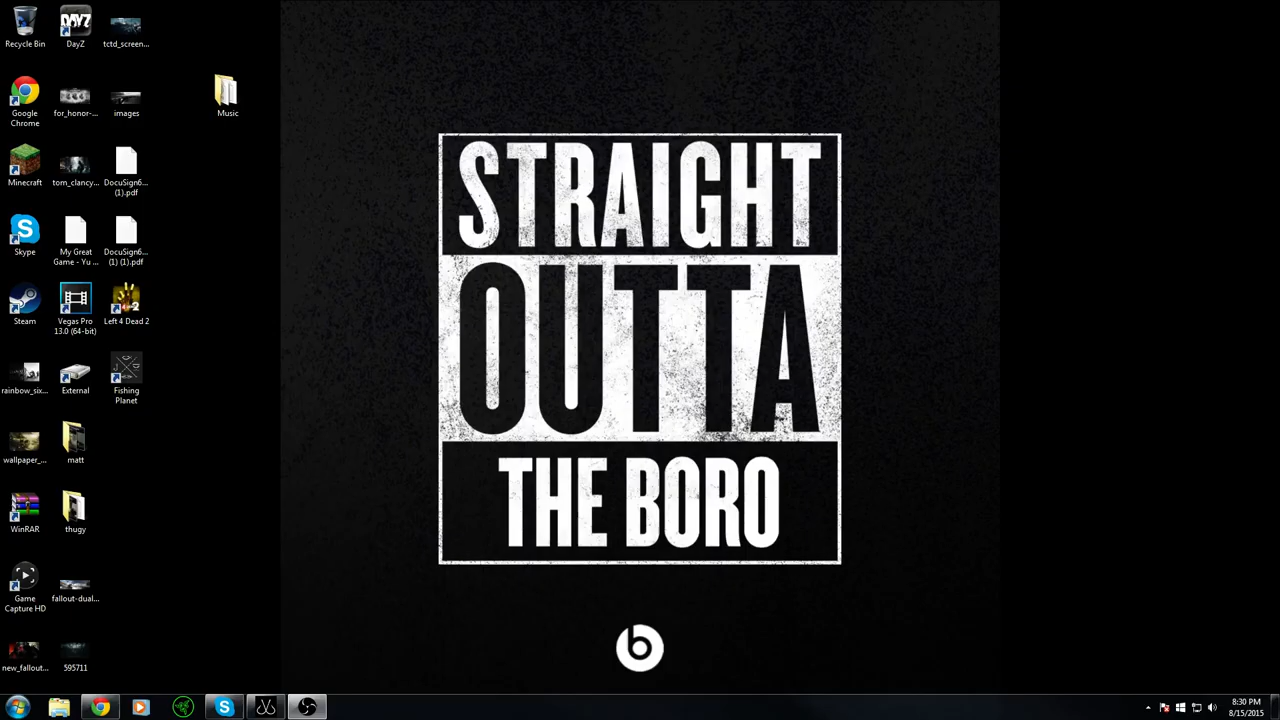 Recycle Bin
DayZ
tctd_screen...
Google Chrome
for_honor-...
images
Music
Minecraft
tom_clancy...
DocuSign6...
(1).pdf
Skype
My Great
Game - Yu ...
DocuSign6...
(1) (1).pdf
Steam
Vegas Pro
13.0 (64-bit)
Left 4 Dead 2
rainbow_six...
External
Fishing
Planet
wallpaper_...
matt
WinRAR
thugy
Game
Capture HD
fallout-dual...
new_fallout...
595711
STRAIGHT
OUTTA
THE BORO
b
8:30 PM
8/15/2015